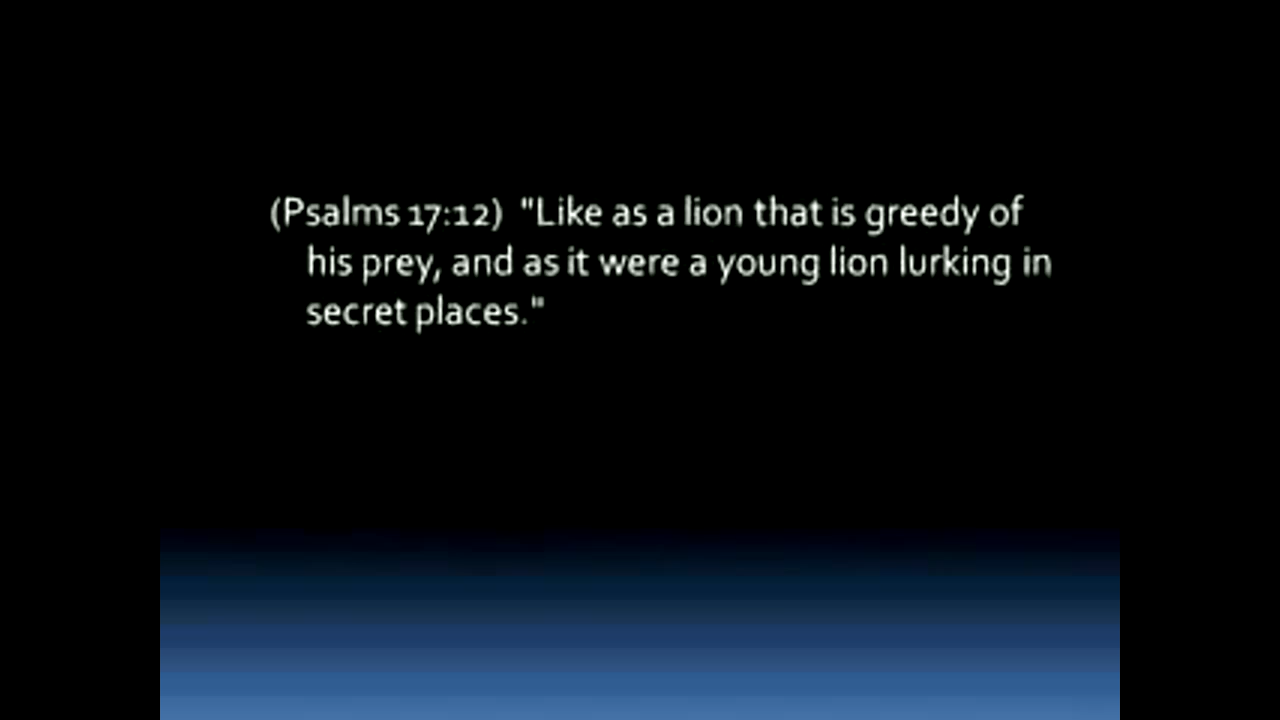 (Psalms 17:12)  "Like as a lion that is greedy of
his prey, and as it were a young lion lurking in
secret places."